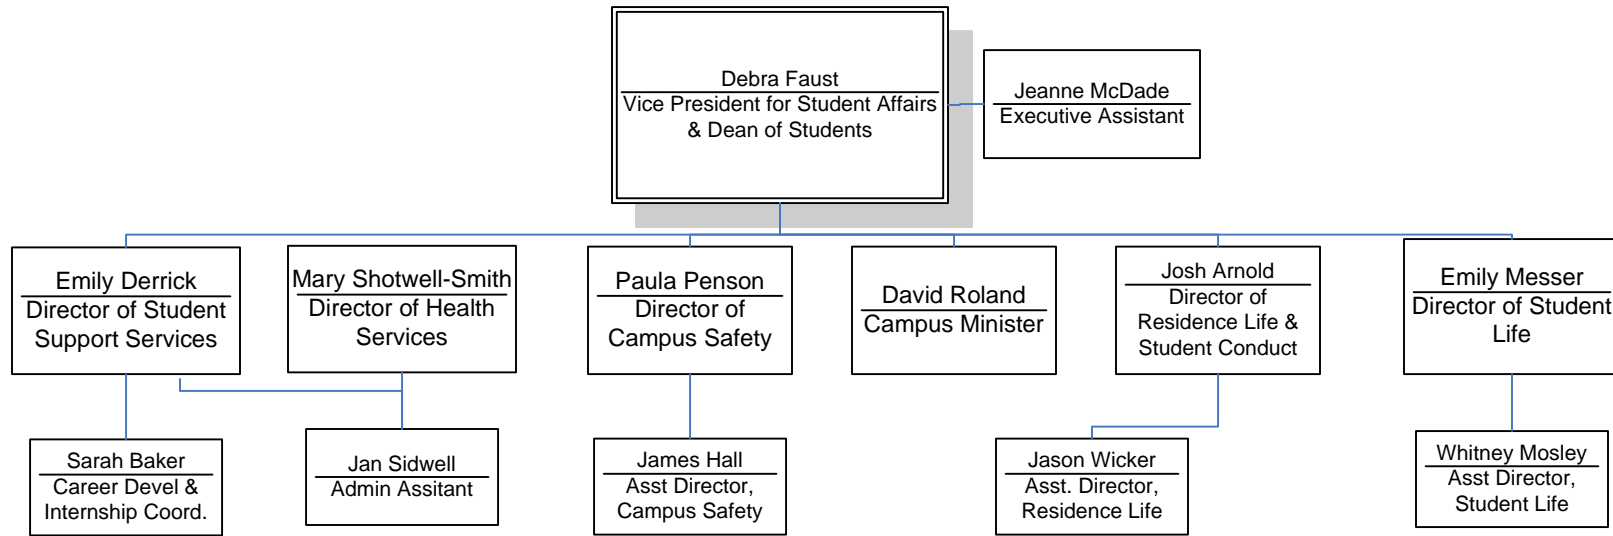 Debra Faust
Vice President for Student Affairs
& Dean of Students
Jeanne McDade
Executive Assistant
Emily Derrick
Director of Student
Support Services
Mary Shotwell-Smith
Director of Health
Services
Paula Penson
Director of
Campus Safety
David Roland
Campus Minister
Josh Arnold
Director of
Residence Life &
Student Conduct
Emily Messer
Director of Student
Life
Sarah Baker
Career Devel &
Internship Coord.
Jan Sidwell
Admin Assitant
James Hall
Asst Director,
Campus Safety
Jason Wicker
Asst. Director,
Residence Life
Whitney Mosley
Asst Director,
Student Life